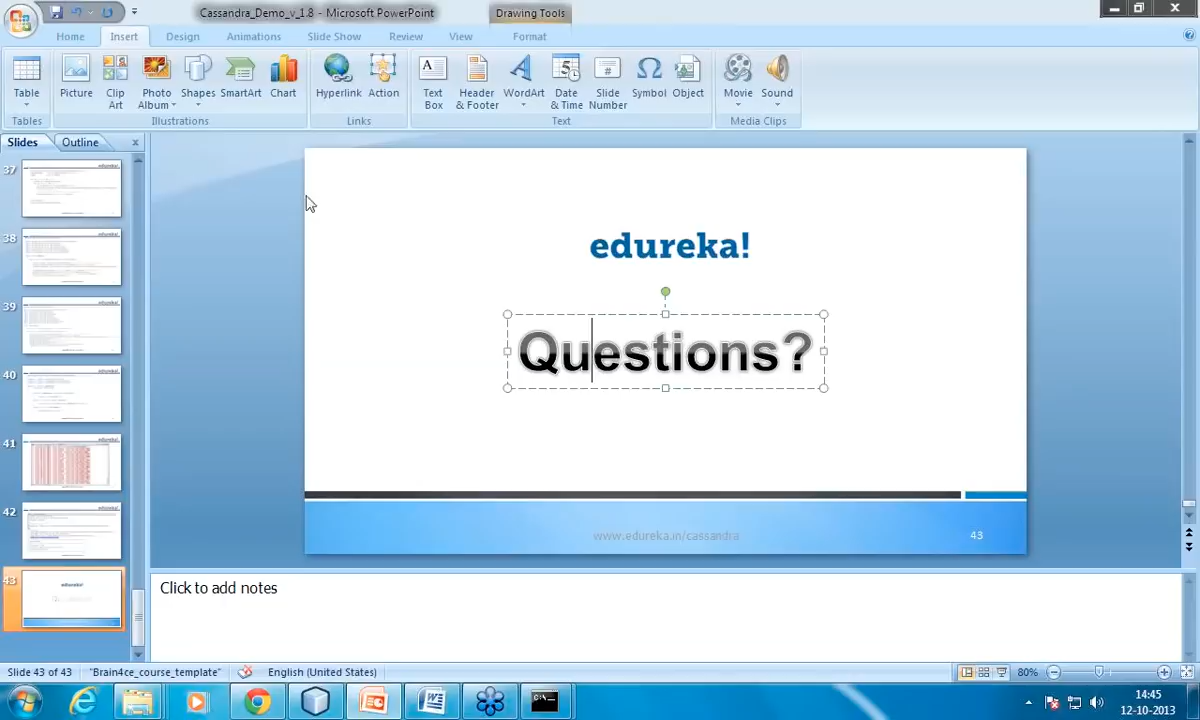 Cassandra_Demo_v_1.8 - Microsoft PowerPoint
Drawing Tools
Home Insert Design Animations Slide Show Review View Format
Table
Picture
Clip Art
Photo Album
Shapes
SmartArt
Chart
Hyperlink
Action
Text Box
Header & Footer
WordArt
Date & Time
Slide Number
Symbol
Object
Movie
Sound
Tables
Illustrations
Links
Text
Media Clips
Slides Outline
37
38
39
40
41
42
43
edureka!
Questions?
www.edureka.in/cassandra
43
Click to add notes
Slide 43 of 43
"Brain4ce_course_template"
English (United States)
80%
14:45
12-10-2013